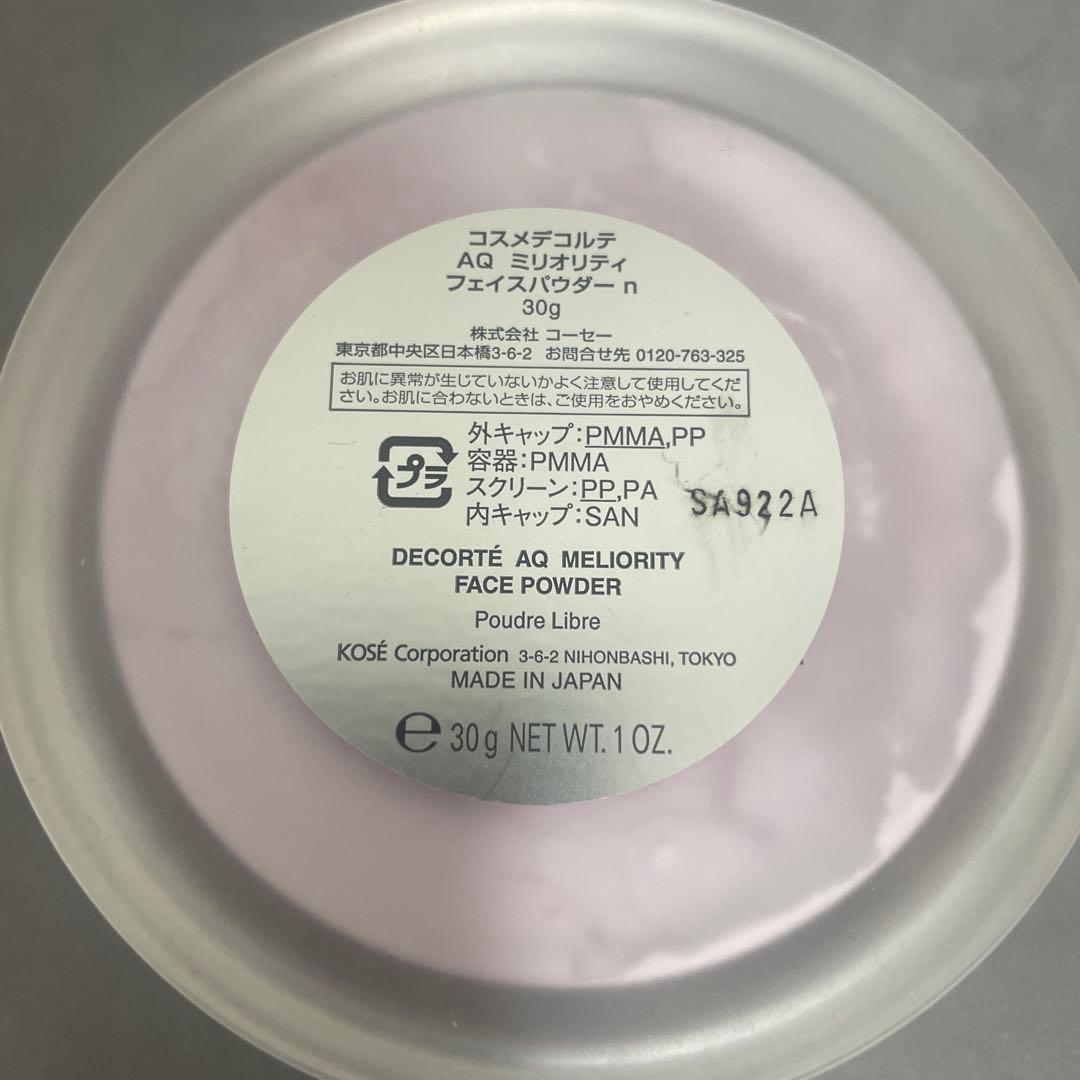 コスメデコルテ
AQ ミリオリティ
フェイスパウダー n
30g
株式会社 コーセー
東京都中央区日本橋3-6-2 お問合せ先 0120-763-325
お肌に異常が生じていないかよく注意して使用してくだ
さい。お肌に合わないときは、ご使用をおやめください。
プラ
外キャップ:PMMA,PP
容器:PMMA
スクリーン:PP,PA
内キャップ:SAN
SA922A
DECORTÉ AQ MELIORITY
FACE POWDER
Poudre Libre
KOSÉ Corporation 3-6-2 NIHONBASHI, TOKYO
MADE IN JAPAN
℮ 30g NET WT. 1 OZ.